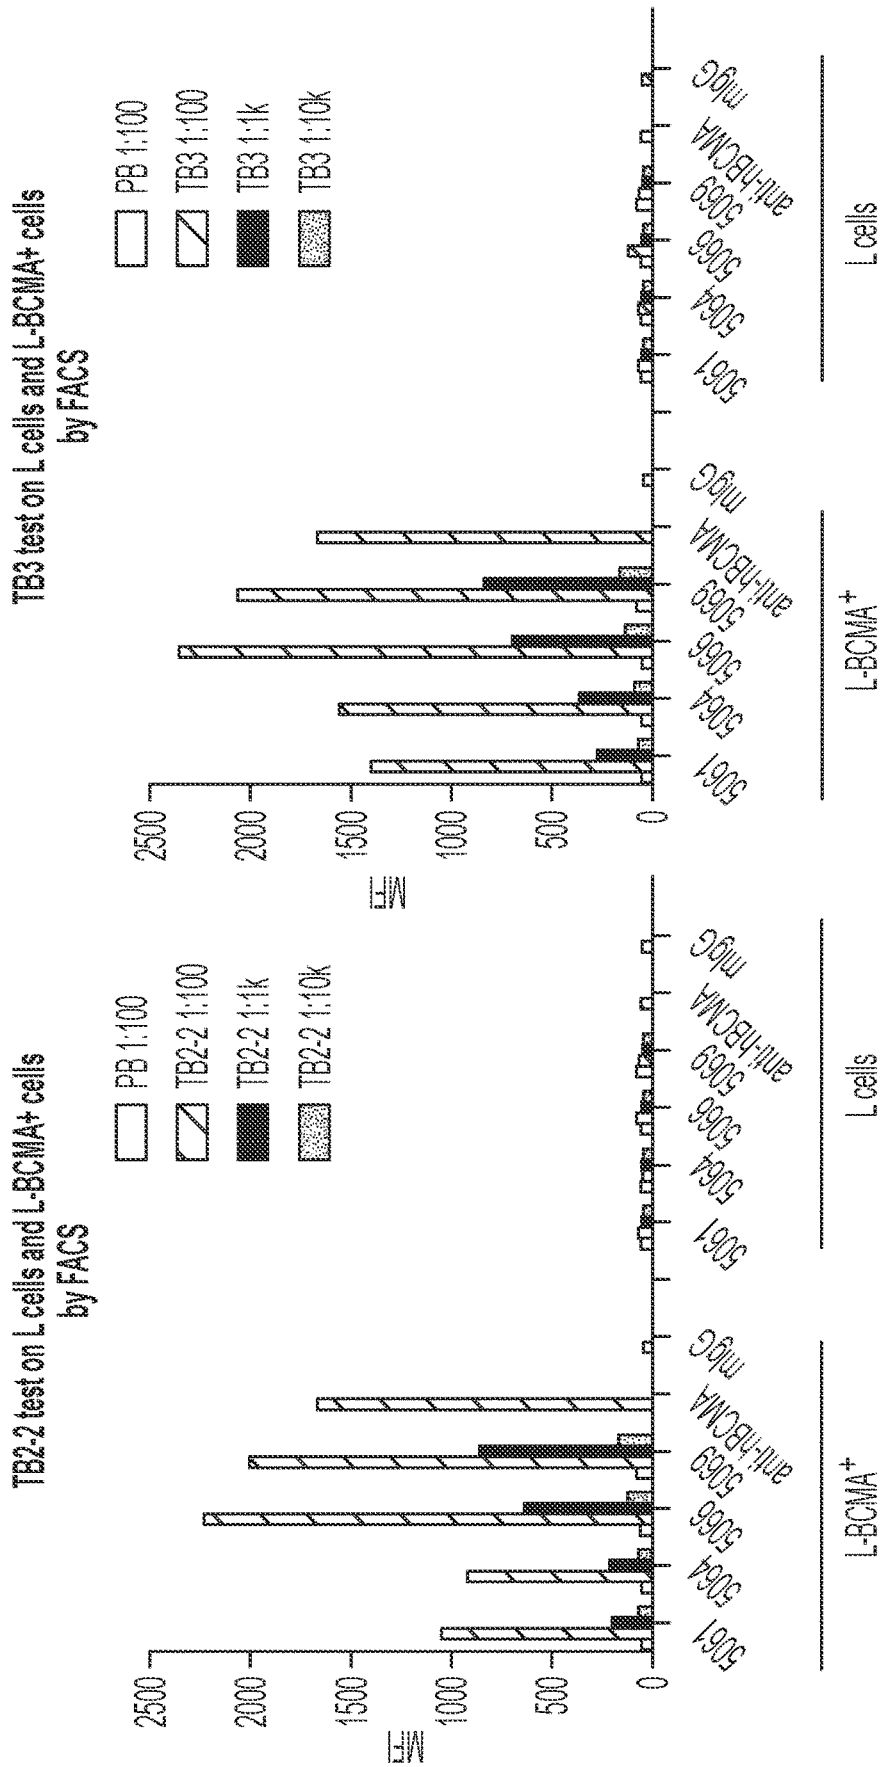 TB2-2 test on L cells and L-BCMA+ cells
by FACS
PB 1:100
TB2-2 1:100
TB2-2 1:1k
TB2-2 1:10k
MFI
2500
2000
1500
1000
500
0
5061
5064
5066
5069
anti-hBCMA
mIgG
5061
5064
5066
5069
anti-hBCMA
mIgG
L-BCMA+
L cells
TB3 test on L cells and L-BCMA+ cells
by FACS
PB 1:100
TB3 1:100
TB3 1:1k
TB3 1:10k
MFI
2500
2000
1500
1000
500
0
5061
5064
5066
5069
anti-hBCMA
mIgG
5061
5064
5066
5069
anti-hBCMA
mIgG
L-BCMA+
L cells